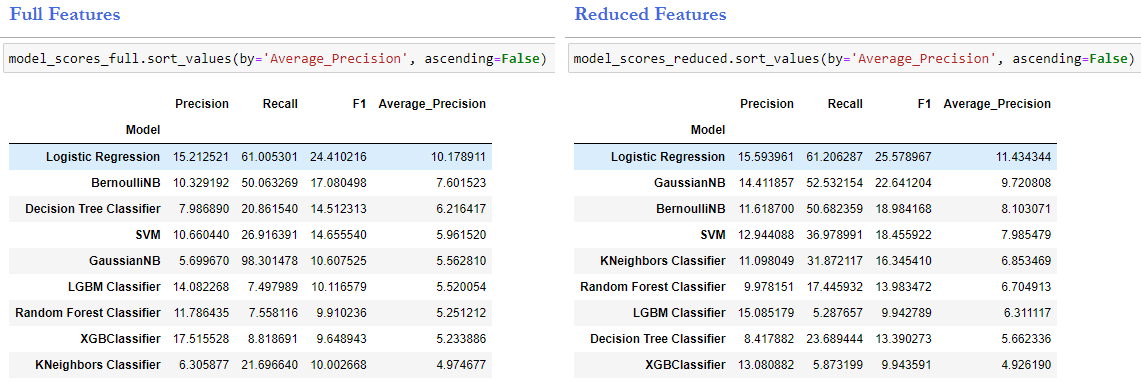 Full Features
model_scores_full.sort_values(by='Average_Precision', ascending=False)
Precision Recall F1 Average_Precision
Model
Logistic Regression 15.212521 61.005301 24.410216 10.178911
BernoulliNB 10.329192 50.063269 17.080498 7.601523
Decision Tree Classifier 7.986890 20.861540 14.512313 6.216417
SVM 10.660440 26.916391 14.655540 5.961520
GaussianNB 5.699670 98.301478 10.607525 5.562810
LGBM Classifier 14.082268 7.497989 10.116579 5.520054
Random Forest Classifier 11.786435 7.558116 9.910236 5.251212
XGBClassifier 17.515528 8.818691 9.648943 5.233886
KNeighbors Classifier 6.305877 21.696640 10.002668 4.974677
Reduced Features
model_scores_reduced.sort_values(by='Average_Precision', ascending=False)
Precision Recall F1 Average_Precision
Model
Logistic Regression 15.593961 61.206287 25.578967 11.434344
GaussianNB 14.411857 52.532154 22.641204 9.720808
BernoulliNB 11.618700 50.682359 18.984168 8.103071
SVM 12.944088 36.978991 18.455922 7.985479
KNeighbors Classifier 11.098049 31.872117 16.345410 6.853469
Random Forest Classifier 9.978151 17.445932 13.983472 6.704913
LGBM Classifier 15.085179 5.287657 9.942789 6.311117
Decision Tree Classifier 8.417882 23.689444 13.390273 5.662336
XGBClassifier 13.080882 5.873199 9.943591 4.926190